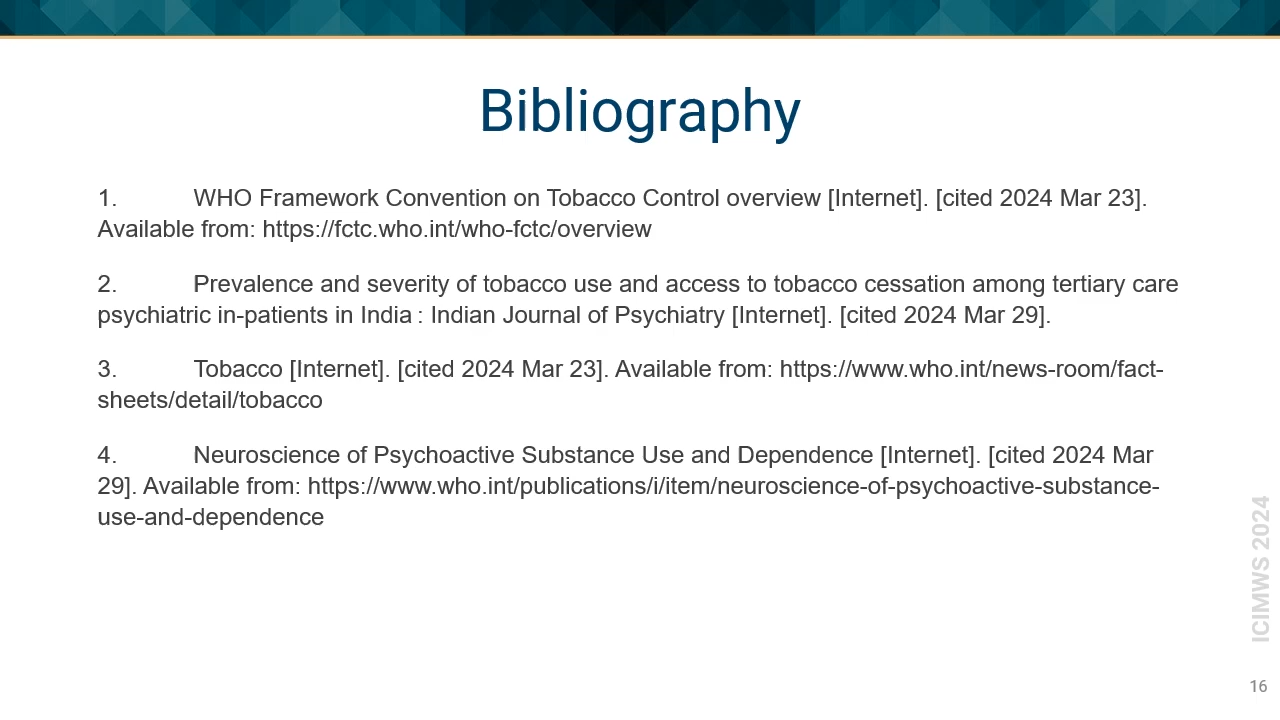 Bibliography
1. WHO Framework Convention on Tobacco Control overview [Internet]. [cited 2024 Mar 23].
Available from: https://fctc.who.int/who-fctc/overview
2. Prevalence and severity of tobacco use and access to tobacco cessation among tertiary care
psychiatric in-patients in India : Indian Journal of Psychiatry [Internet]. [cited 2024 Mar 29].
3. Tobacco [Internet]. [cited 2024 Mar 23]. Available from: https://www.who.int/news-room/fact-
sheets/detail/tobacco
4. Neuroscience of Psychoactive Substance Use and Dependence [Internet]. [cited 2024 Mar
29]. Available from: https://www.who.int/publications/i/item/neuroscience-of-psychoactive-substance-
use-and-dependence
ICIMWS 2024
16